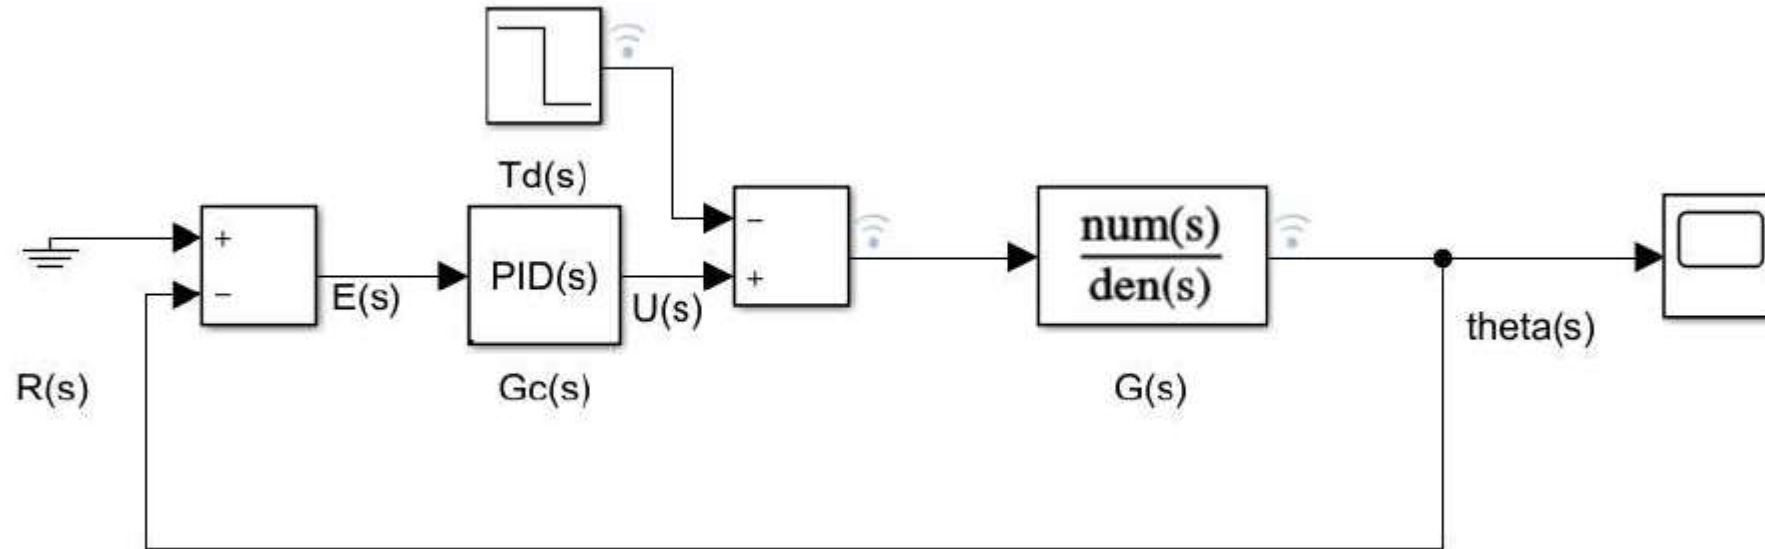 Td(s)
+
−
E(s)
PID(s)
U(s)
−
+
num(s)
den(s)
theta(s)
R(s)
Gc(s)
G(s)